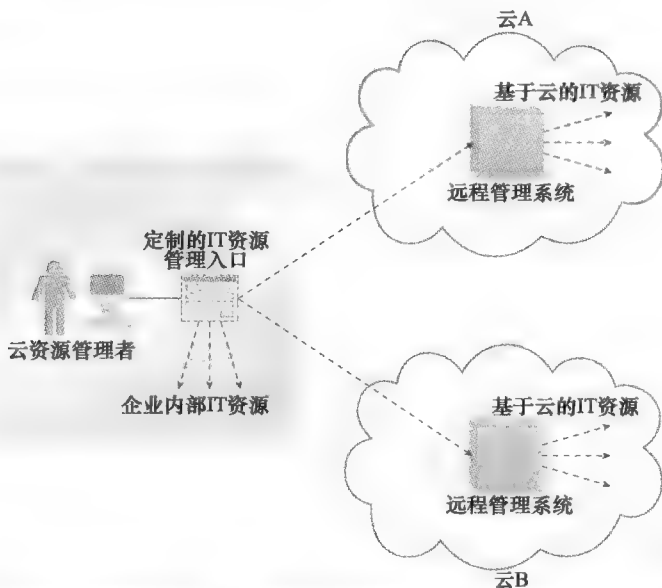 云A
基于云的IT资源
远程管理系统
定制的IT资源
管理入口
云资源管理者
企业内部IT资源
基于云的IT资源
远程管理系统
云B